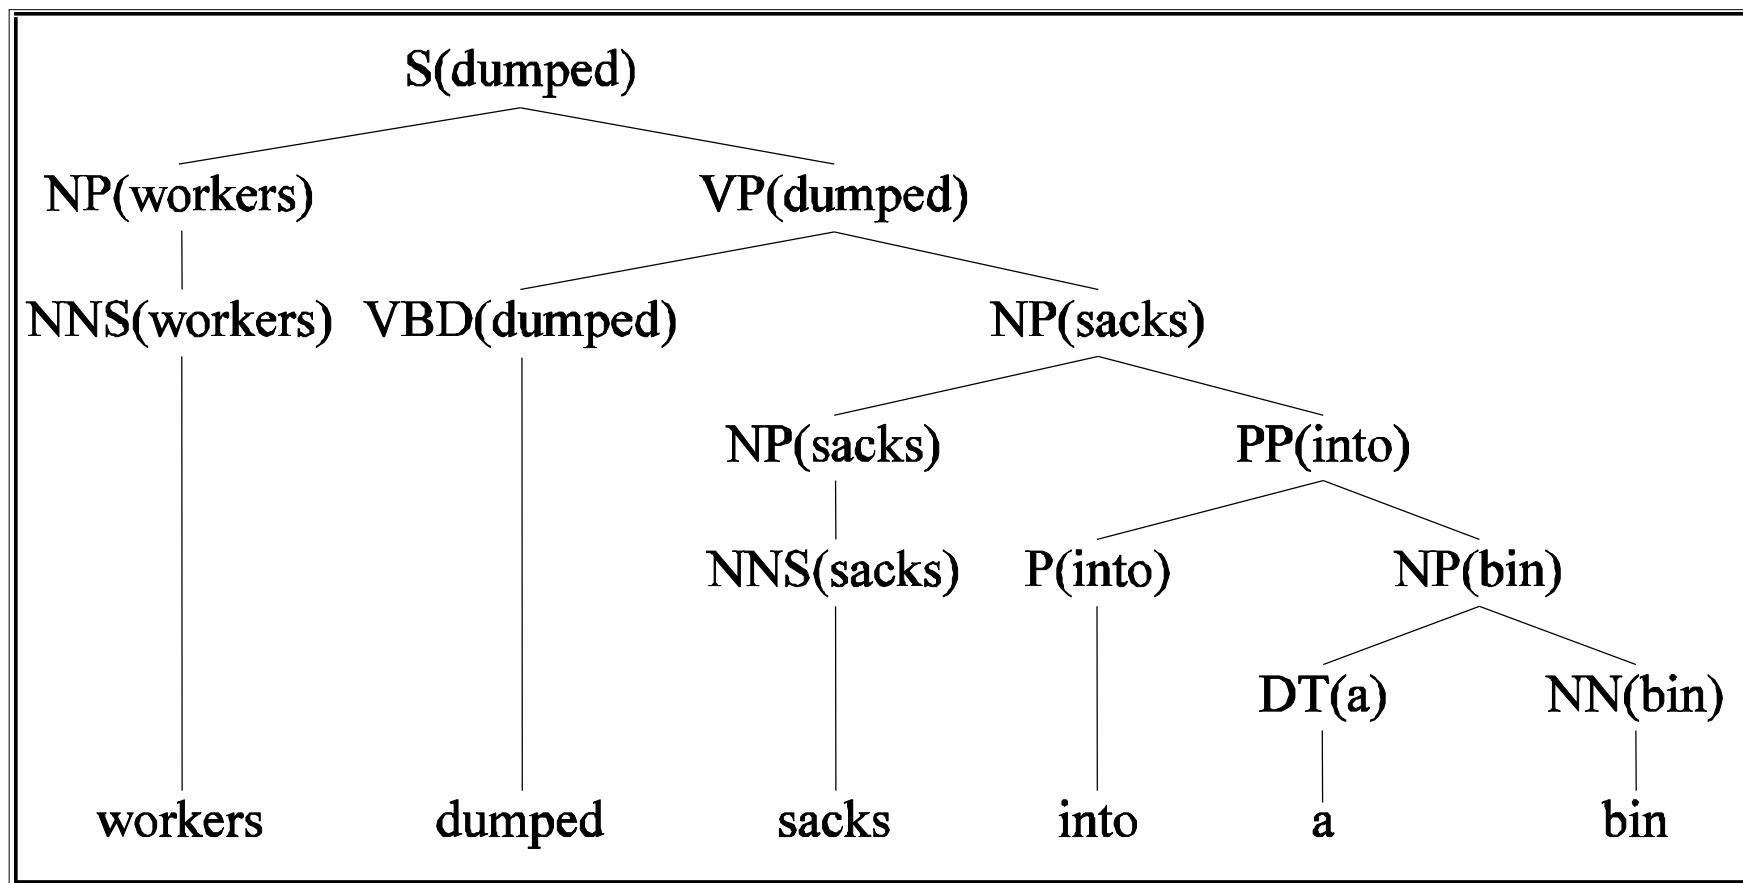 S(dumped)
NP(workers) VP(dumped)
NNS(workers) VBD(dumped) NP(sacks)
NP(sacks) PP(into)
NNS(sacks) P(into) NP(bin)
DT(a) NN(bin)
workers dumped sacks into a bin